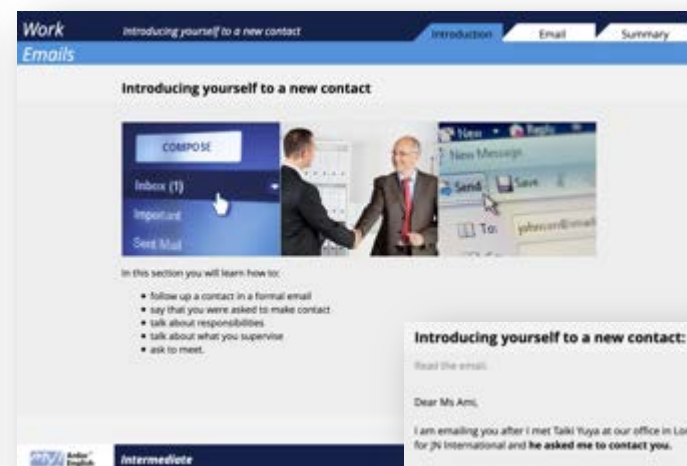 Work
Introducing yourself to a new contact
Introduction
Email
Summary
Emails
Introducing yourself to a new contact
COMPOSE
Inbox (1)
Important
Sent Mail
New
Reply
New Message
Send
Save
To:
In this section you will learn how to:
follow up a contact in a formal email
say that you were asked to make contact
talk about responsibilities
talk about what you supervise
ask to meet.
Introducing yourself to a new contact:
Read the email.
Dear Ms Ami,
I am emailing you after I met Taiki Yuya at our office in Lon
for JN International and he asked me to contact you.
English
Intermediate